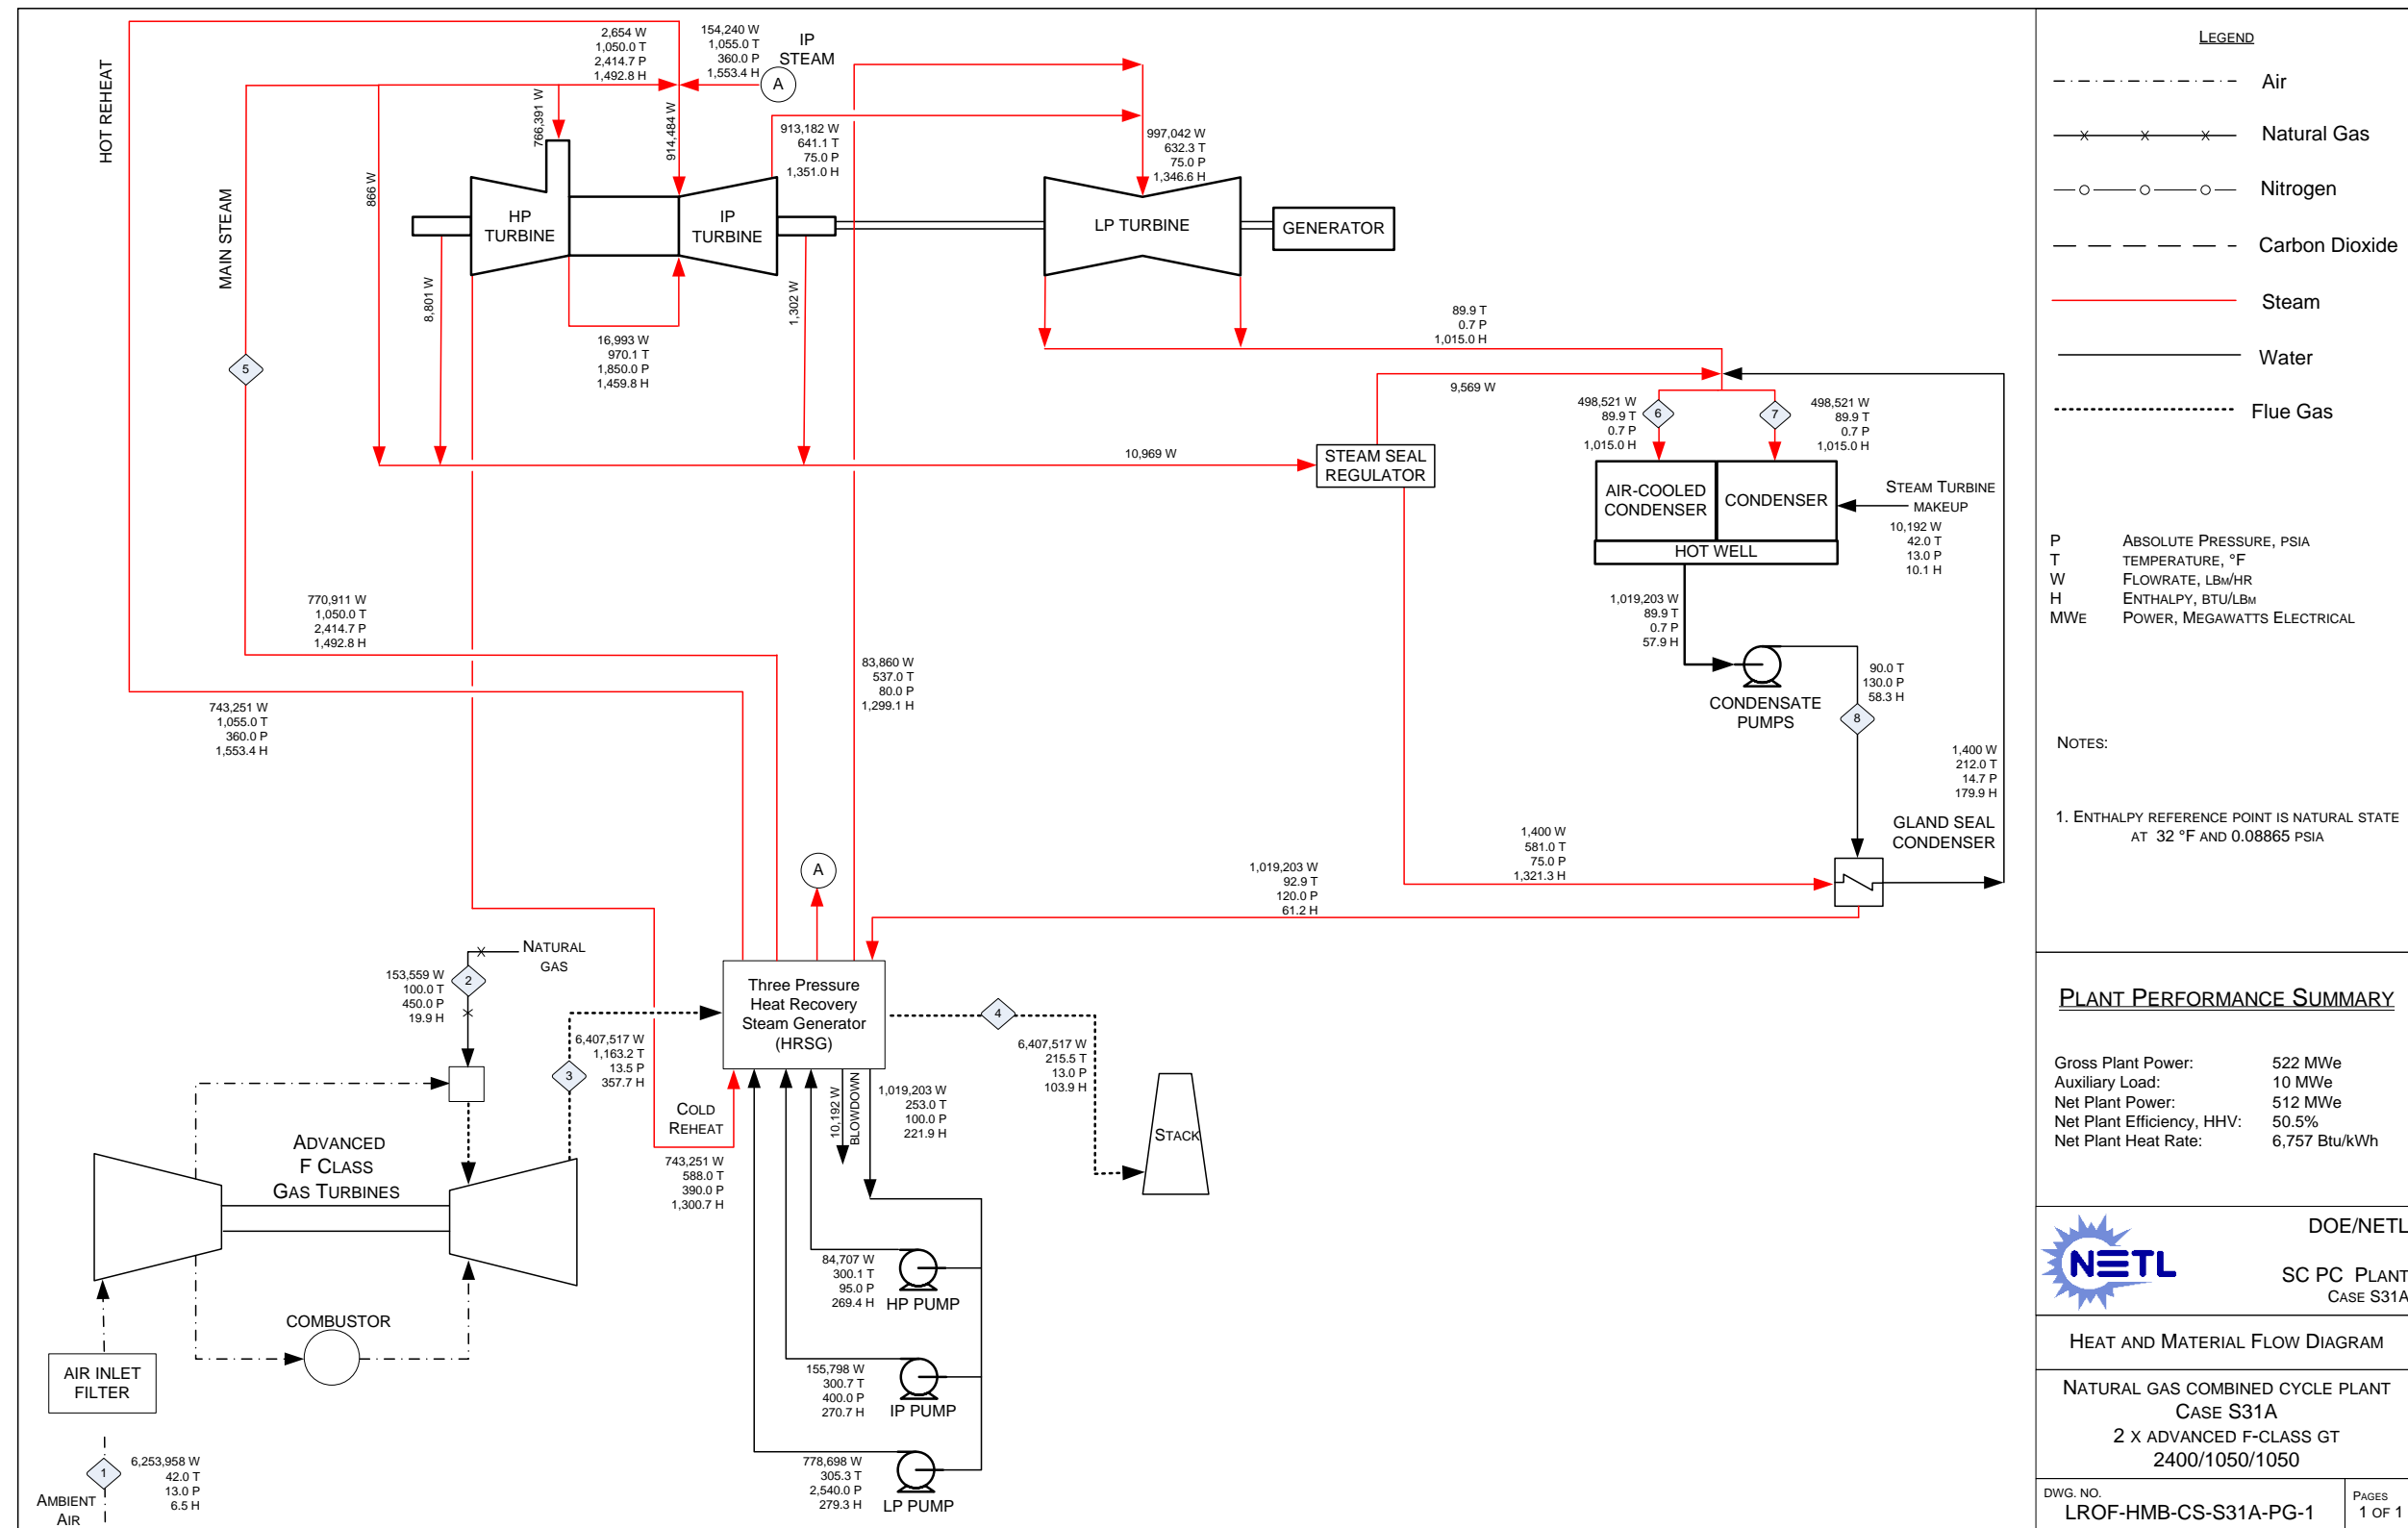 HOT REHEAT
MAIN STEAM
2,654 W
1,050.0 T
2,414.7 P
1,492.8 H
154,240 W
1,055.0 T
360.0 P
1,553.4 H
IP
STEAM
A
766,391 W
914,484 W
866 W
913,182 W
641.1 T
75.0 P
1,351.0 H
997,042 W
632.3 T
75.0 P
1,346.6 H
HP
TURBINE
IP
TURBINE
LP TURBINE
GENERATOR
8,801 W
1,302 W
16,993 W
970.1 T
1,850.0 P
1,459.8 H
5
89.9 T
0.7 P
1,015.0 H
9,569 W
498,521 W
89.9 T
0.7 P
1,015.0 H
6
7
498,521 W
89.9 T
0.7 P
1,015.0 H
10,969 W
STEAM SEAL
REGULATOR
AIR-COOLED
CONDENSER
CONDENSER
HOT WELL
STEAM TURBINE
MAKEUP
10,192 W
42.0 T
13.0 P
10.1 H
1,019,203 W
89.9 T
0.7 P
57.9 H
CONDENSATE
PUMPS
90.0 T
130.0 P
58.3 H
8
1,400 W
212.0 T
14.7 P
179.9 H
GLAND SEAL
CONDENSER
770,911 W
1,050.0 T
2,414.7 P
1,492.8 H
743,251 W
1,055.0 T
360.0 P
1,553.4 H
83,860 W
537.0 T
80.0 P
1,299.1 H
1,400 W
581.0 T
75.0 P
1,321.3 H
1,019,203 W
92.9 T
120.0 P
61.2 H
A
NATURAL
GAS
153,559 W
100.0 T
450.0 P
19.9 H
2
6,407,517 W
1,163.2 T
13.5 P
357.7 H
3
Three Pressure
Heat Recovery
Steam Generator
(HRSG)
4
6,407,517 W
215.5 T
13.0 P
103.9 H
STACK
COLD
REHEAT
743,251 W
588.0 T
390.0 P
1,300.7 H
10,192 W
BLOWDOWN
1,019,203 W
253.0 T
100.0 P
221.9 H
ADVANCED
F CLASS
GAS TURBINES
COMBUSTOR
AIR INLET
FILTER
1
6,253,958 W
42.0 T
13.0 P
6.5 H
AMBIENT
AIR
84,707 W
300.1 T
95.0 P
269.4 H
HP PUMP
155,798 W
300.7 T
400.0 P
270.7 H
IP PUMP
778,698 W
305.3 T
2,540.0 P
279.3 H
LP PUMP
LEGEND
Air
Natural Gas
Nitrogen
Carbon Dioxide
Steam
Water
Flue Gas
P ABSOLUTE PRESSURE, PSIA
T TEMPERATURE, °F
W FLOWRATE, LBM/HR
H ENTHALPY, BTU/LBM
MWE POWER, MEGAWATTS ELECTRICAL
NOTES:
1. ENTHALPY REFERENCE POINT IS NATURAL STATE
AT 32 °F AND 0.08865 PSIA
PLANT PERFORMANCE SUMMARY
Gross Plant Power: 522 MWe
Auxiliary Load: 10 MWe
Net Plant Power: 512 MWe
Net Plant Efficiency, HHV: 50.5%
Net Plant Heat Rate: 6,757 Btu/kWh
NETL
DOE/NETL
SC PC PLANT
CASE S31A
HEAT AND MATERIAL FLOW DIAGRAM
NATURAL GAS COMBINED CYCLE PLANT
CASE S31A
2 X ADVANCED F-CLASS GT
2400/1050/1050
DWG. NO.
LROF-HMB-CS-S31A-PG-1
PAGES
1 OF 1